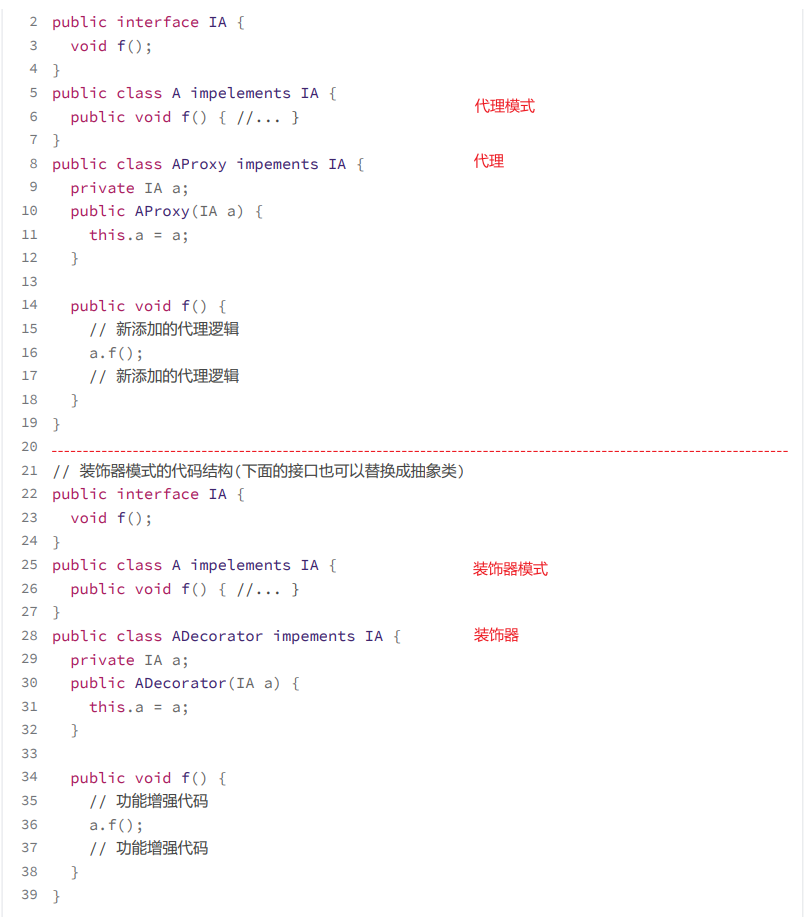 2 public interface IA {
3   void f();
4 }
5 public class A impelements IA {
代理模式
6   public void f() { //... }
7 }
8 public class AProxy impements IA {
代理
9   private IA a;
10   public AProxy(IA a) {
11     this.a = a;
12   }
13
14   public void f() {
15     // 新添加的代理逻辑
16     a.f();
17     // 新添加的代理逻辑
18   }
19 }
20
21 // 装饰器模式的代码结构(下面的接口也可以替换成抽象类)
22 public interface IA {
23   void f();
24 }
25 public class A impelements IA {
装饰器模式
26   public void f() { //... }
27 }
28 public class ADecorator impements IA {
装饰器
29   private IA a;
30   public ADecorator(IA a) {
31     this.a = a;
32   }
33
34   public void f() {
35     // 功能增强代码
36     a.f();
37     // 功能增强代码
38   }
39 }